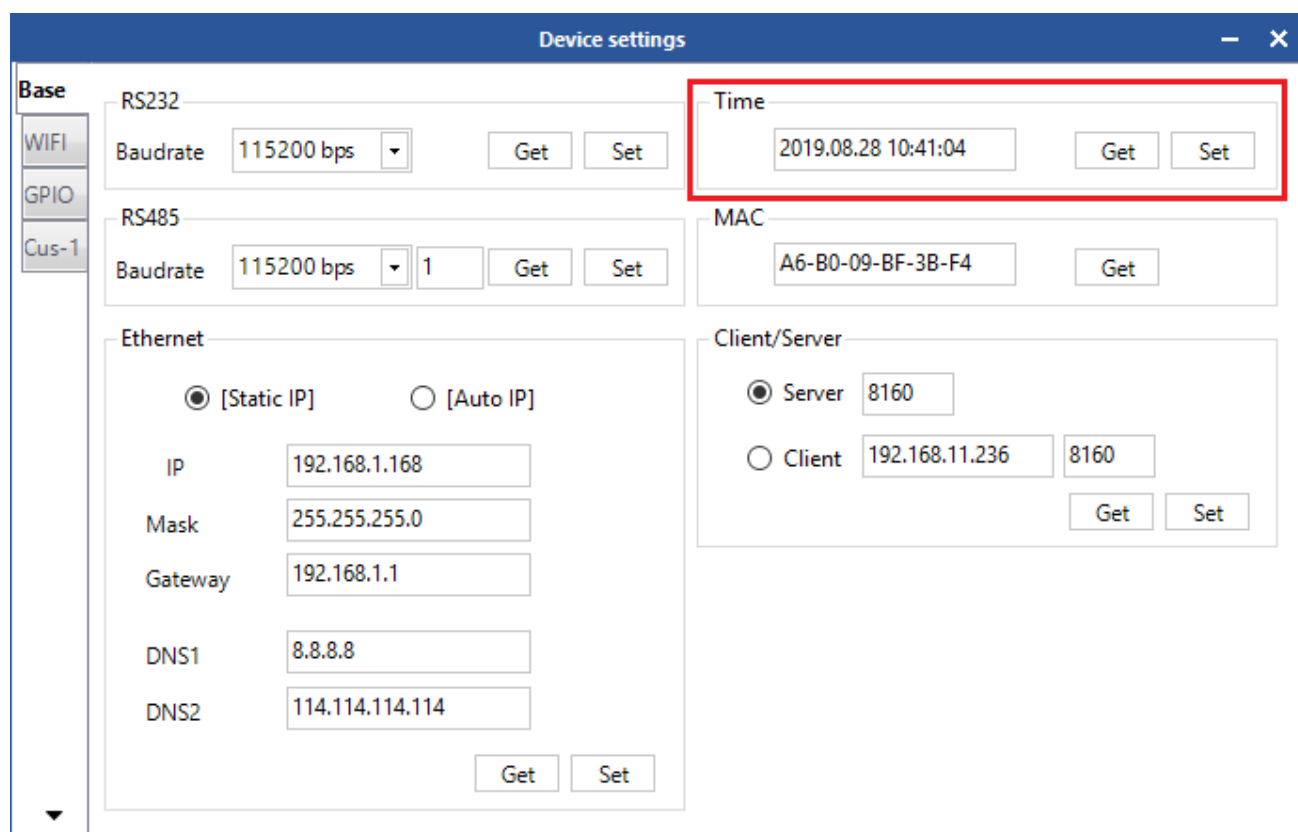 Device settings
Base
WIFI
GPIO
Cus-1
RS232
Baudrate 115200 bps Get Set
RS485
Baudrate 115200 bps 1 Get Set
Ethernet
[Static IP] [Auto IP]
IP 192.168.1.168
Mask 255.255.255.0
Gateway 192.168.1.1
DNS1 8.8.8.8
DNS2 114.114.114.114
Get Set
Time
2019.08.28 10:41:04 Get Set
MAC
A6-B0-09-BF-3B-F4 Get
Client/Server
Server 8160
Client 192.168.11.236 8160
Get Set